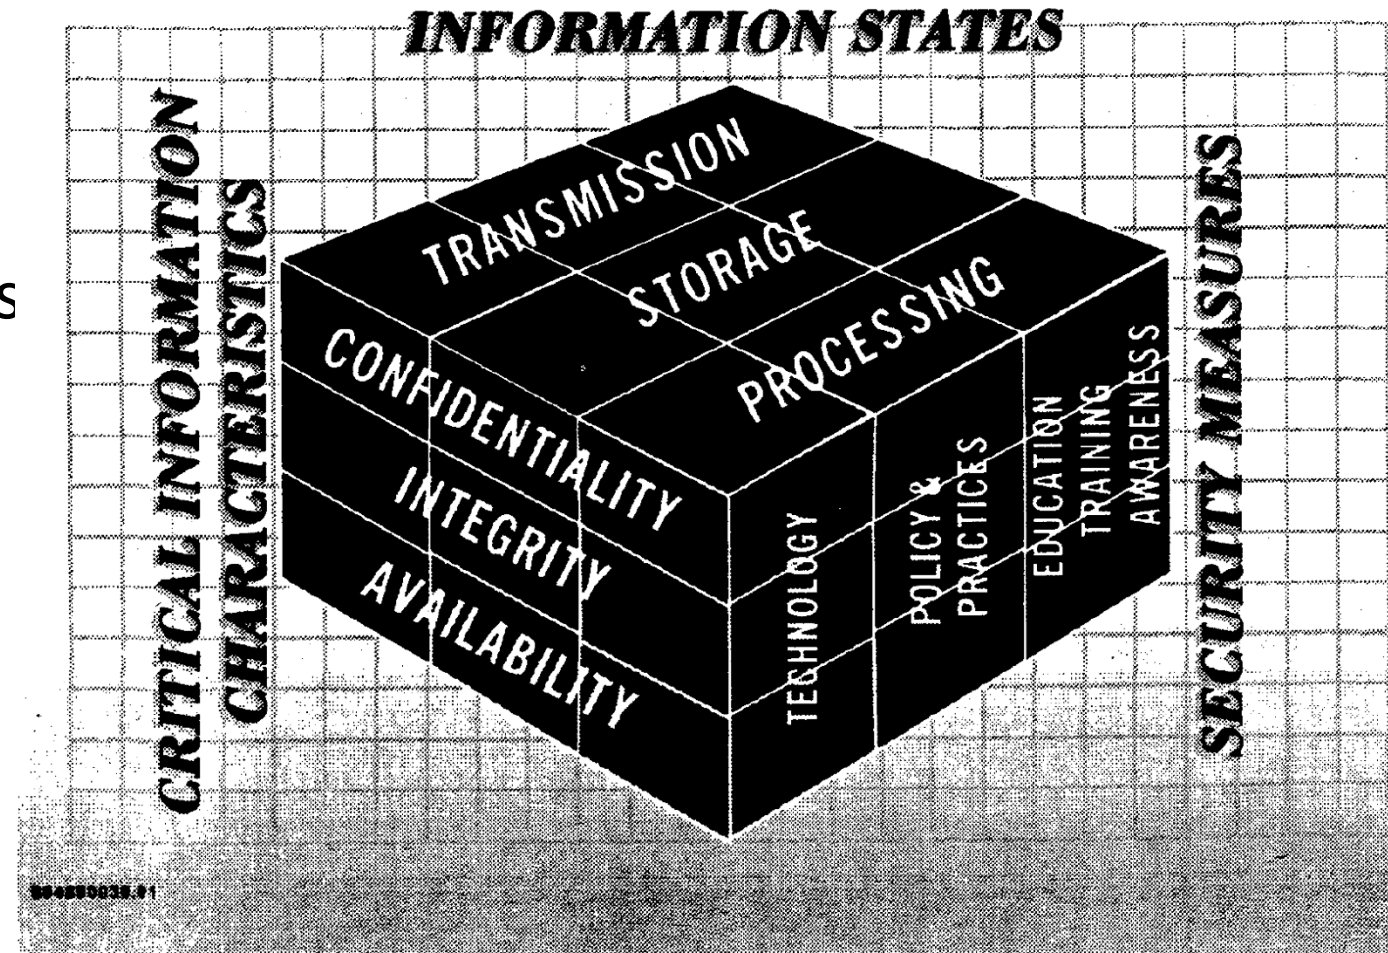 INFORMATION STATES
CRITICAL INFORMATION
CHARACTERISTICS
TRANSMISSION
STORAGE
PROCESSING
CONFIDENTIALITY
INTEGRITY
AVAILABILITY
TECHNOLOGY
POLICY &
PRACTICES
EDUCATION
TRAINING
AWARENESS
SECURITY MEASURES
s